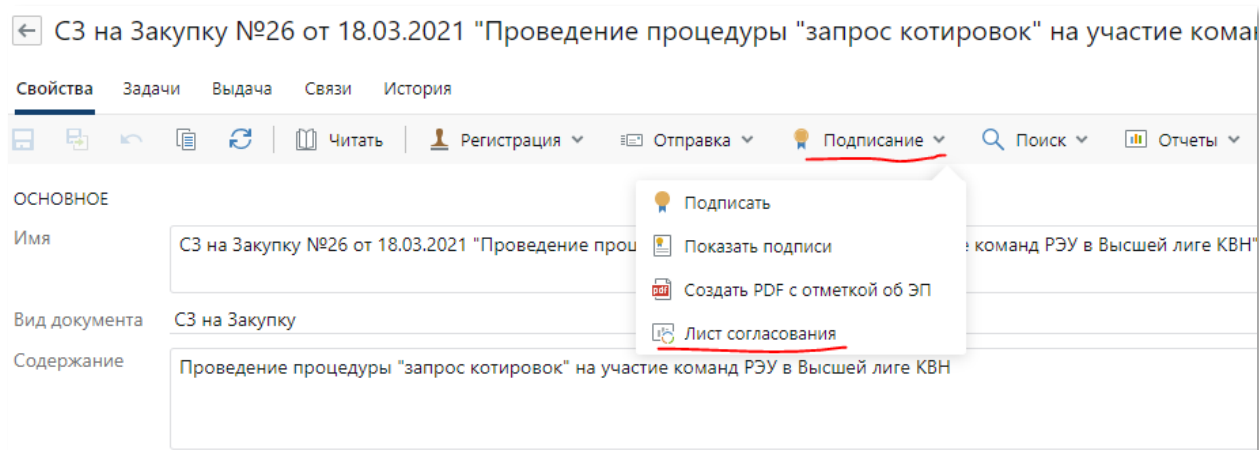 СЗ на Закупку №26 от 18.03.2021 "Проведение процедуры "запрос котировок" на участие
Свойства Задачи Выдача Связи История
Читать Регистрация Отправка Подписание Поиск Отчеты
Подписать
Показать подписи
pdf Создать PDF с отметкой об ЭП
Лист согласования
ОСНОВНОЕ
Имя
СЗ на Закупку №26 от 18.03.2021 "Проведение команд РЭУ в Высшей лиге КВН"
Вид документа СЗ на Закупку
Содержание
Проведение процедуры "запрос котировок" на участие команд РЭУ в Высшей лиге КВН